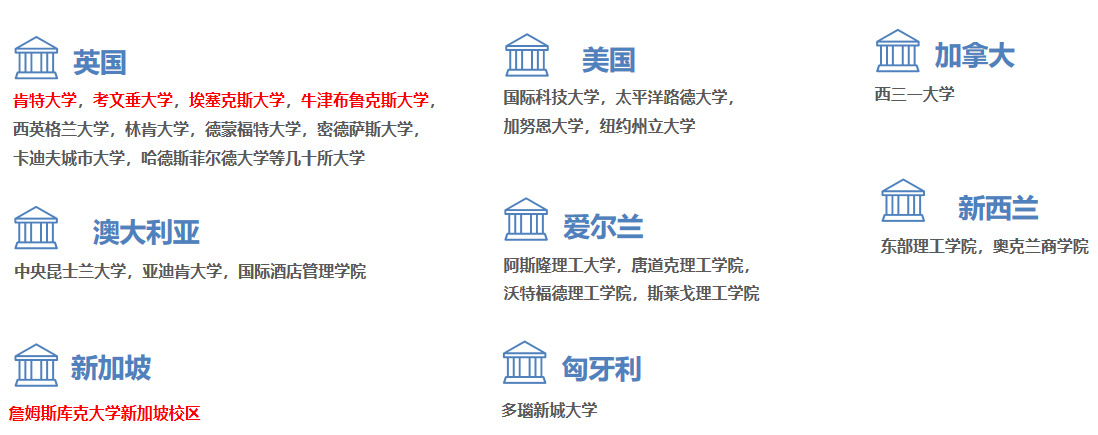 英国
肯特大学，考文垂大学，埃塞克斯大学，牛津布鲁克斯大学，
西英格兰大学，林肯大学，德蒙福特大学，密德萨斯大学，
卡迪夫城市大学，哈德斯菲尔德大学等几十所大学
美国
国际科技大学，太平洋路德大学，
加努恩大学，纽约州立大学
加拿大
西三一大学
澳大利亚
中央昆士兰大学，亚迪肯大学，国际酒店管理学院
爱尔兰
阿斯隆理工大学，唐道克理工学院，
沃特福德理工学院，斯莱戈理工学院
新西兰
东部理工学院，奥克兰商学院
新加坡
詹姆斯库克大学新加坡校区
匈牙利
多瑙新城大学